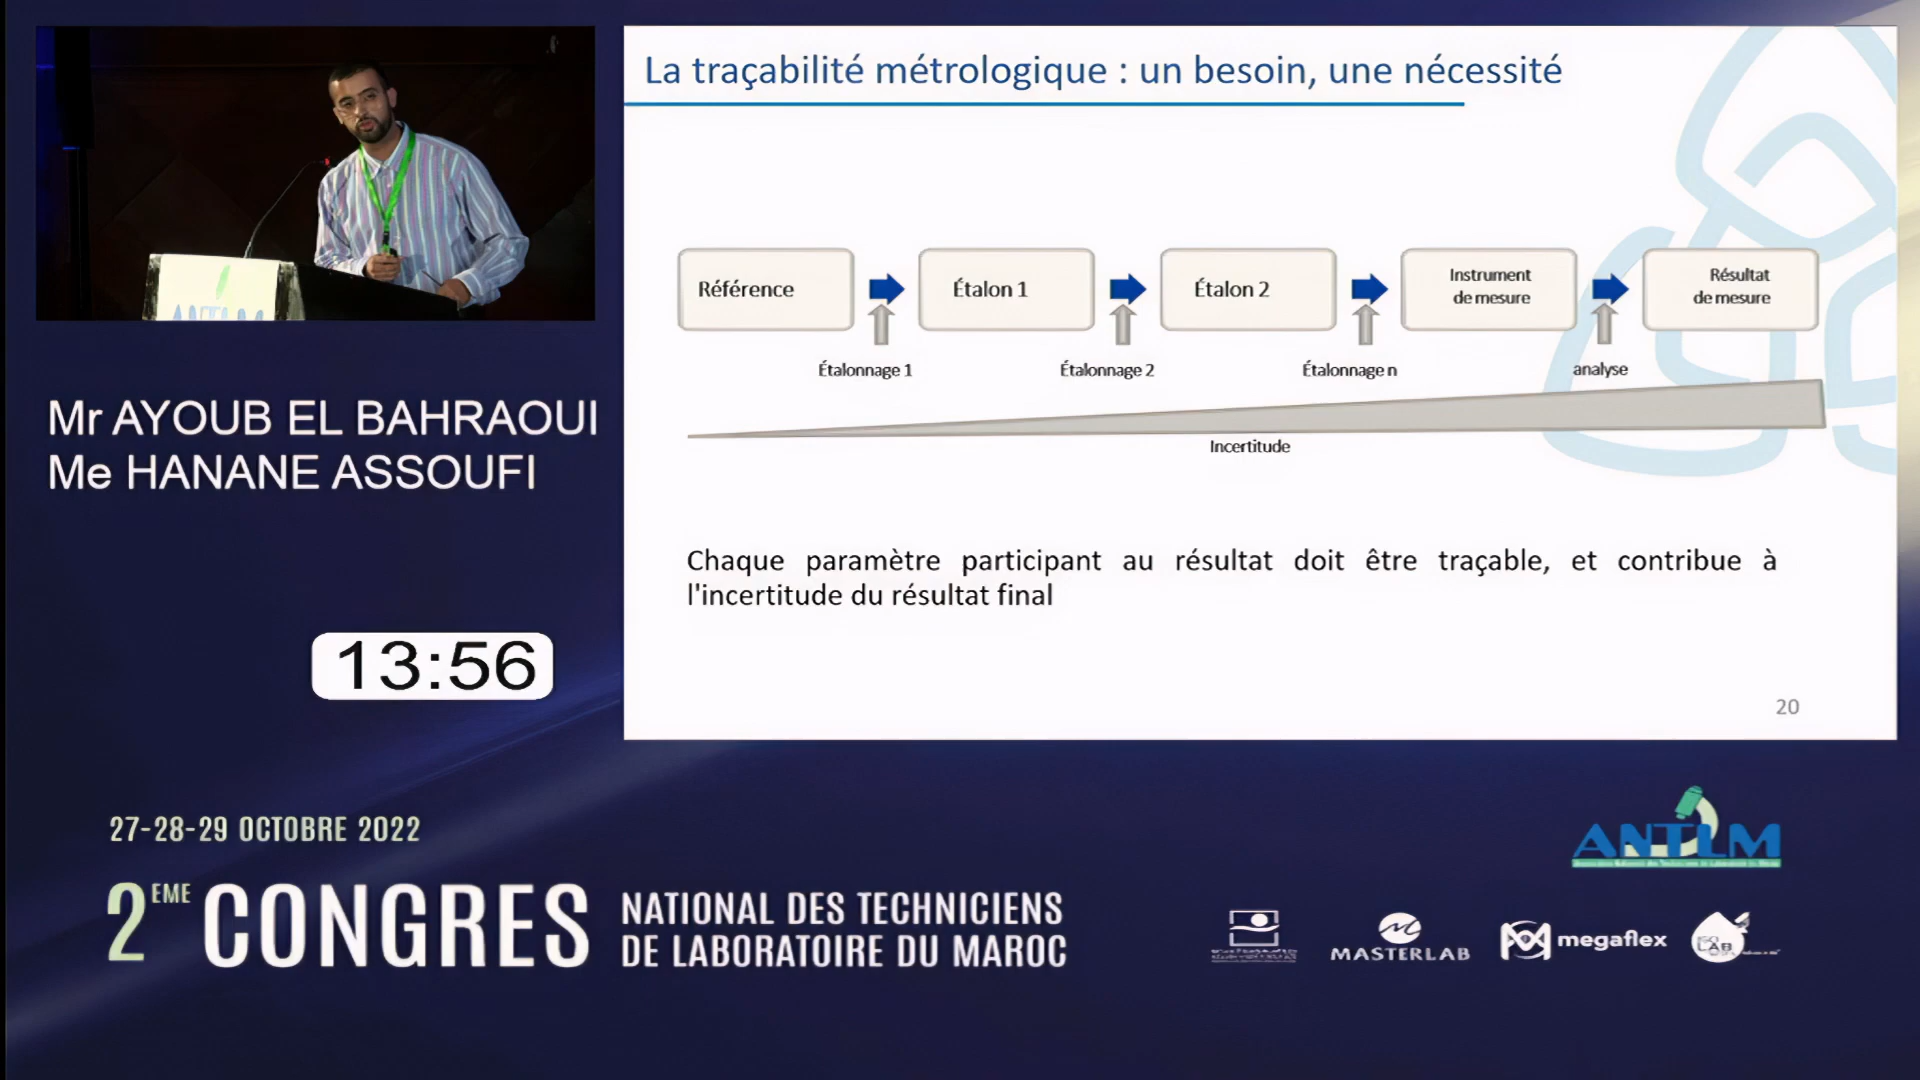 La traçabilité métrologique : un besoin, une nécessité
Référence
Étalon 1
Étalon 2
Instrument
de mesure
Résultat
de mesure
Étalonnage 1
Étalonnage 2
Étalonnage n
analyse
Incertitude
Chaque paramètre participant au résultat doit être traçable, et contribue à
l'incertitude du résultat final
20
ANTLM
Mr AYOUB EL BAHRAOUI
Me HANANE ASSOUFI
13:56
27-28-29 OCTOBRE 2022
2EME CONGRES
NATIONAL DES TECHNICIENS
DE LABORATOIRE DU MAROC
ANTLM
MASTERLAB
megaflex
LAB